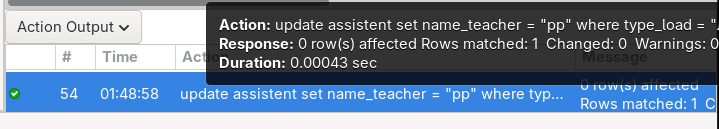 Action Output
Action: update assistent set name_teacher = "pp" where type_load = "
Response: 0 row(s) affected Rows matched: 1 Changed: 0 Warnings: 0
Duration: 0.00043 sec
# Time Message
54 01:48:58 update assistent set name_teacher = "pp" where typ... 0 row(s) affected
Rows matched: 1 C